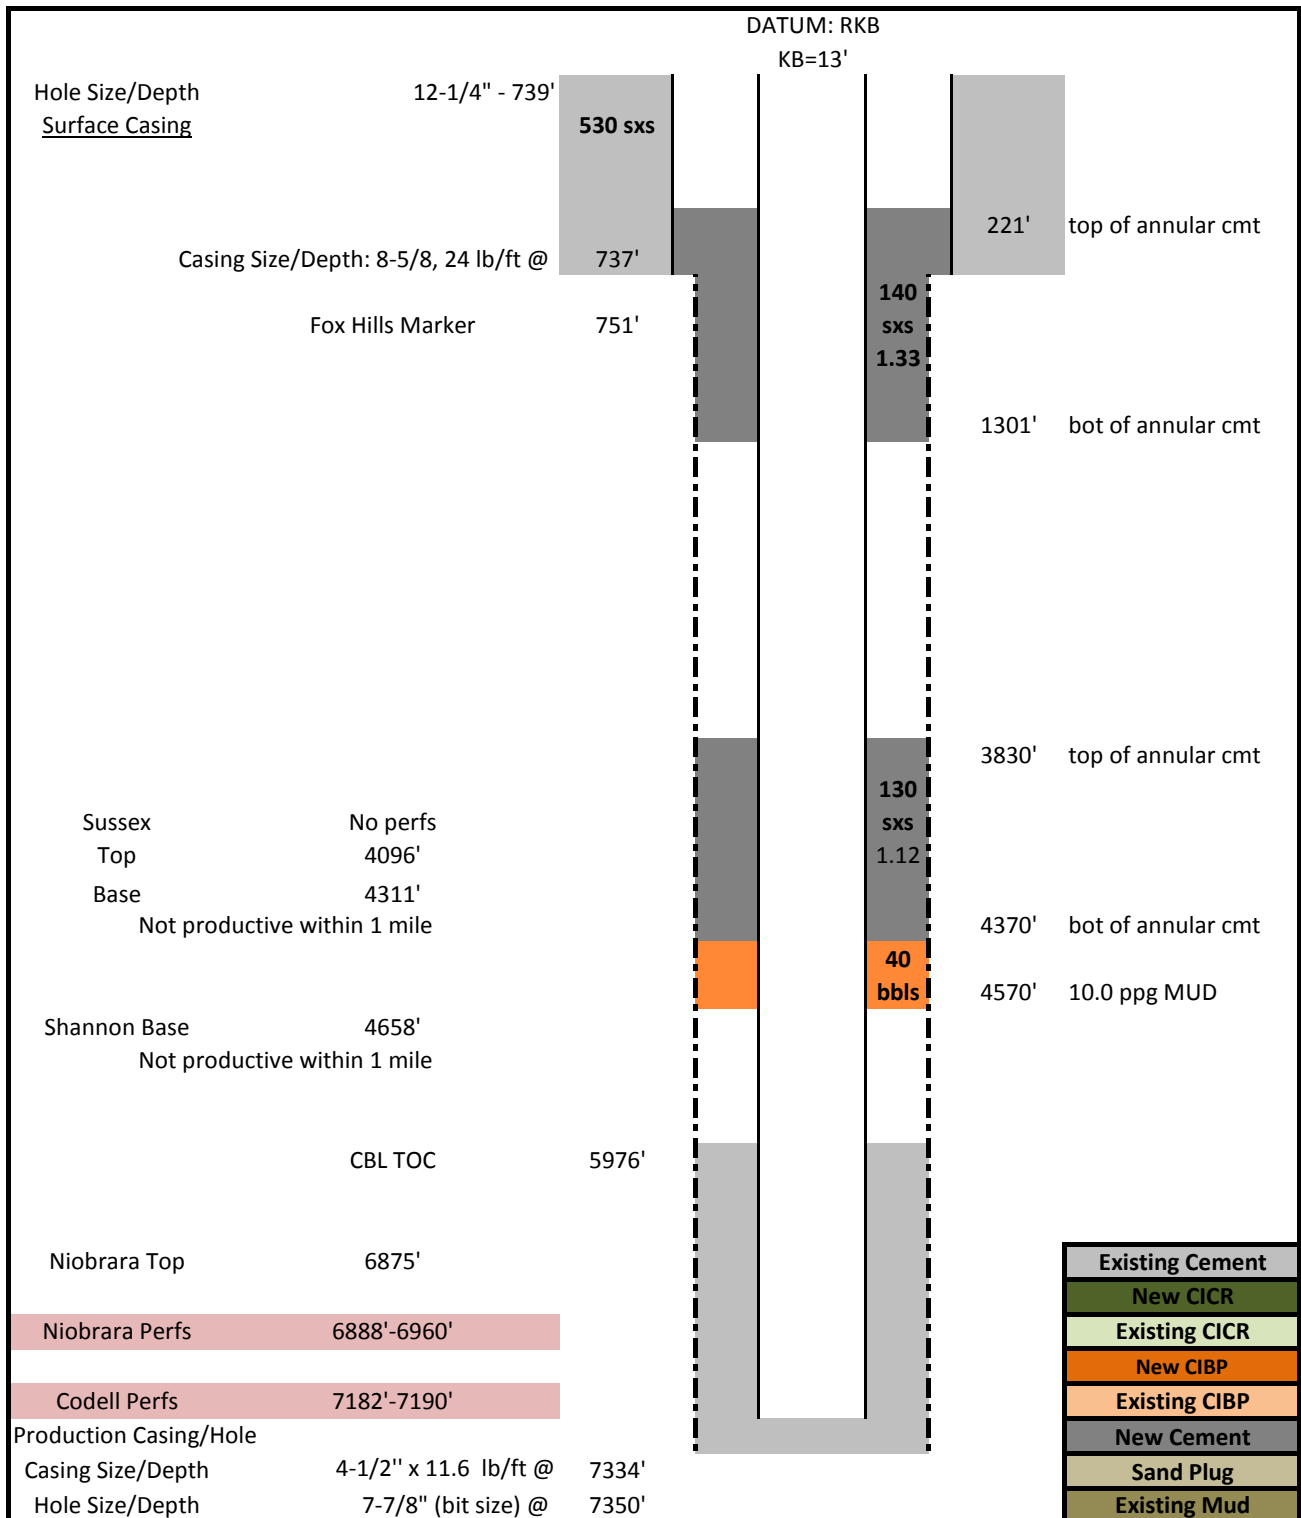 DATUM: RKB
KB=13'
Hole Size/Depth 12-1/4" - 739'
Surface Casing 530 sxs
221' top of annular cmt
Casing Size/Depth: 8-5/8, 24 lb/ft @ 737'
140
Fox Hills Marker 751' sxs
1.33
1301' bot of annular cmt
3830' top of annular cmt
130
Sussex No perfs sxs
Top 4096' 1.12
Base 4311'
Not productive within 1 mile 4370' bot of annular cmt
40
bbls 4570' 10.0 ppg MUD
Shannon Base 4658'
Not productive within 1 mile
CBL TOC 5976'
Niobrara Top 6875' Existing Cement
New CICR
Niobrara Perfs 6888'-6960' Existing CICR
New CIBP
Codell Perfs 7182'-7190' Existing CIBP
Production Casing/Hole New Cement
Casing Size/Depth 4-1/2'' x 11.6 lb/ft @ 7334' Sand Plug
Hole Size/Depth 7-7/8" (bit size) @ 7350' Existing Mud